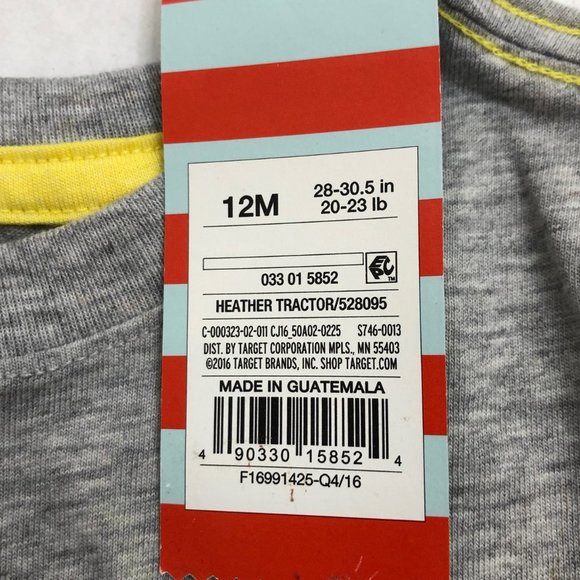 12M
28-30.5 in
20-23 lb
EPC™
033 01 5852
HEATHER TRACTOR/528095
C-000323-02-011 CJ16_50A02-0225 S746-0013
DIST. BY TARGET CORPORATION MPLS., MN 55403
©2016 TARGET BRANDS, INC. SHOP TARGET.COM
MADE IN GUATEMALA
4 90330 15852 4
F16991425-Q4/16